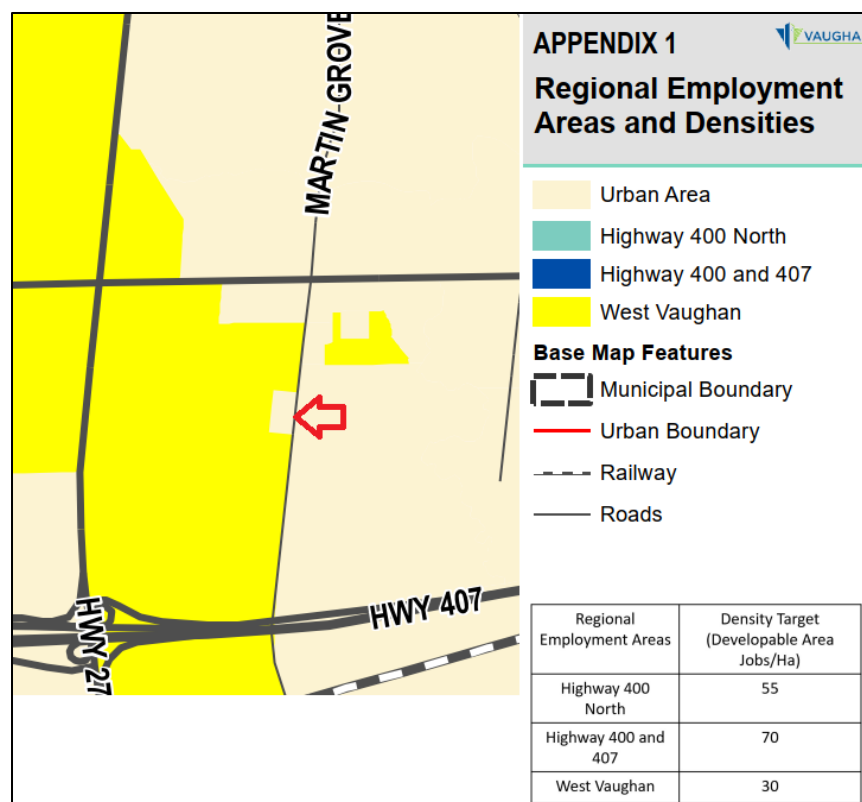 MARTIN GROVE
HWY 407
HWY 27
APPENDIX 1
VAUGHA
Regional Employment
Areas and Densities
Urban Area
Highway 400 North
Highway 400 and 407
West Vaughan
Base Map Features
Municipal Boundary
Urban Boundary
Railway
Roads
Regional
Employment Areas
Density Target
(Developable Area
Jobs/Ha)
Highway 400
North
55
Highway 400 and
407
70
West Vaughan
30